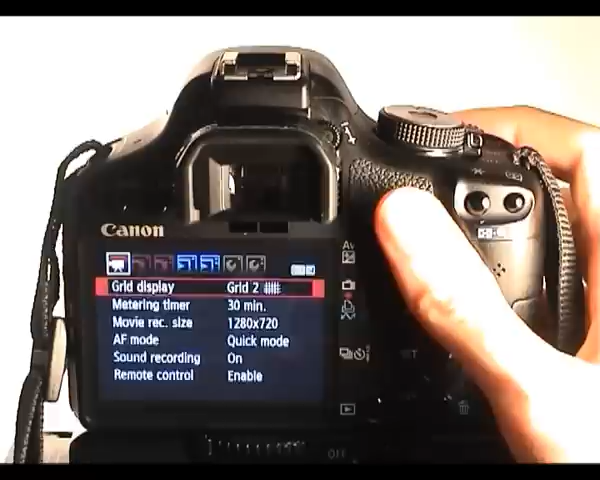 Canon
Av
Grid display Grid 2
Metering timer 30 min.
Movie rec. size 1280x720
AF mode Quick mode
Sound recording On
Remote control Enable